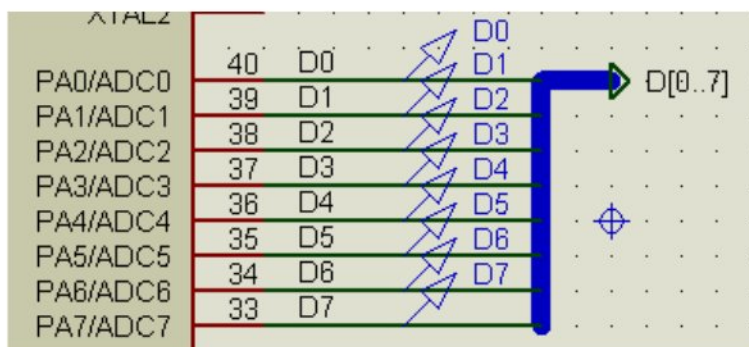 XTAL2
D0
PA0/ADC0 40 D0 D1 D[0..7]
PA1/ADC1 39 D1 D2
PA2/ADC2 38 D2 D3
PA3/ADC3 37 D3 D4
PA4/ADC4 36 D4 D5
PA5/ADC5 35 D5 D6
PA6/ADC6 34 D6 D7
PA7/ADC7 33 D7